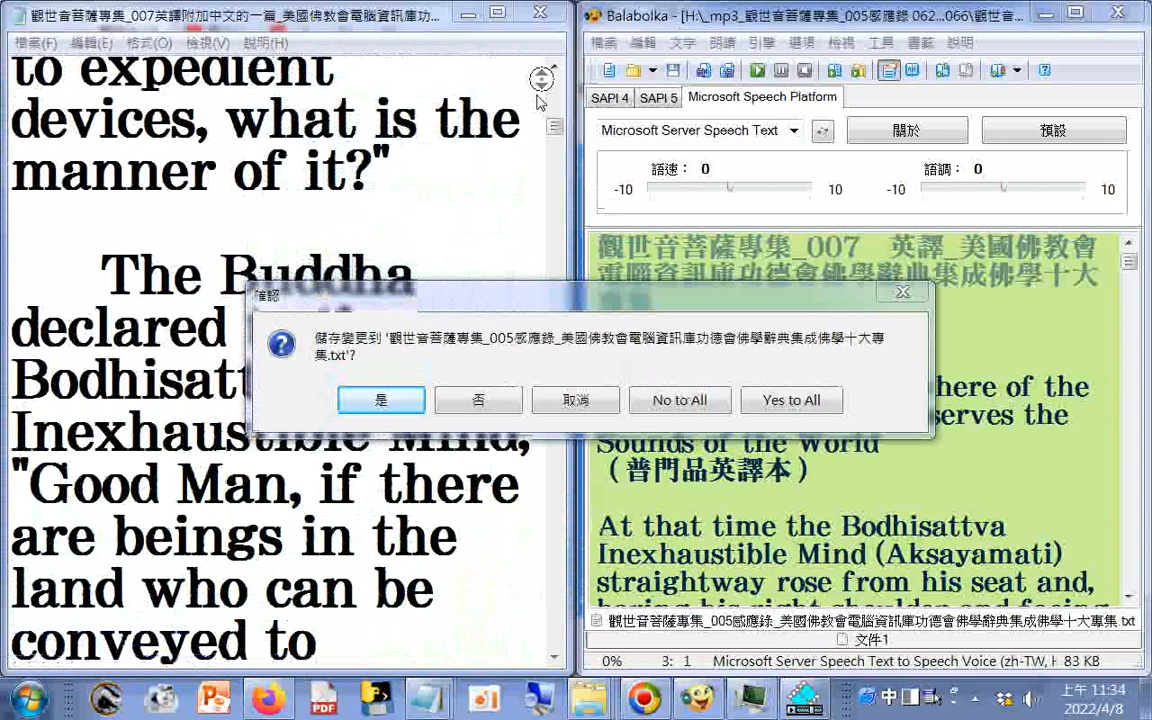 觀世音菩薩專集_007英譯附加中文的一篇_美國佛教會電腦資訊庫功...
檔案(F) 編輯(E) 格式(O) 檢視(V) 說明(H)
to expedient
devices, what is the
manner of it?"
The Buddha
declared
Bodhisatt
Inexhaustible Mind,
"Good Man, if there
are beings in the
land who can be
conveyed to
Balabolka - [H:\_mp3_觀世音菩薩專集_005感應錄 062...066\觀世音...
檔案 編輯 文字 朗讀 引擎 選項 檢視 工具 書籤 說明
SAPI 4 SAPI 5 Microsoft Speech Platform
Microsoft Server Speech Text 關於 預設
語速： 0 語調： 0
-10 10 -10 10
觀世音菩薩專集_007 英譯_美國佛教會
電腦資訊庫功德會佛學辭典集成佛學十大
專集
here of the
serves the
Sounds of the World
（普門品英譯本）
At that time the Bodhisattva
Inexhaustible Mind (Aksayamati)
straightway rose from his seat and,
baring his right shoulder and facing
觀世音菩薩專集_005感應錄_美國佛教會電腦資訊庫功德會佛學辭典集成佛學十大專集.txt
文件1
0% 3: 1 Microsoft Server Speech Text to Speech Voice (zh-TW, H 83 KB
確認
儲存變更到 '觀世音菩薩專集_005感應錄_美國佛教會電腦資訊庫功德會佛學辭典集成佛學十大專
集.txt'?
是 否 取消 No to All Yes to All
中
上午 11:34
2022/4/8